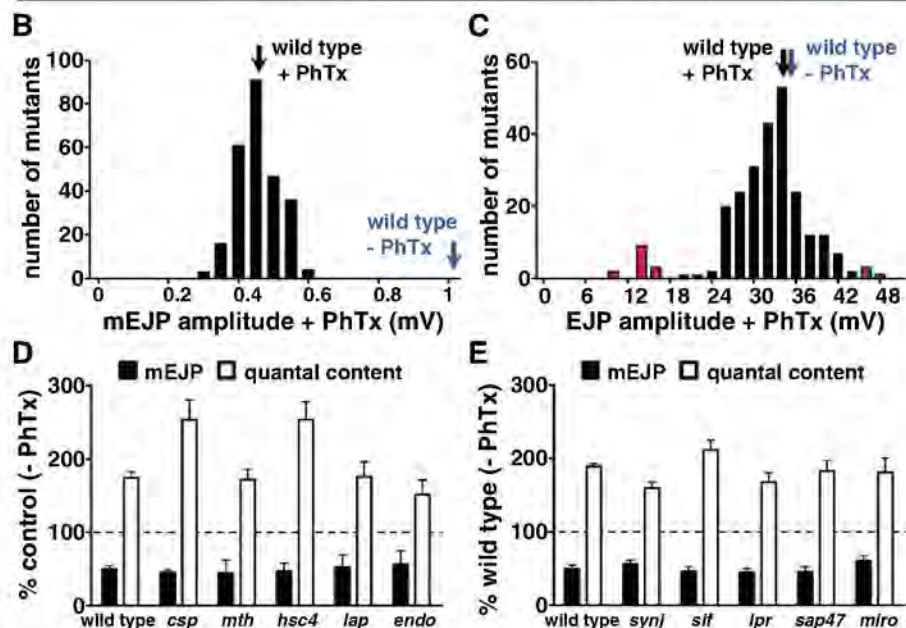 B
number of mutants
100
80
60
40
20
0
wild type
+ PhTx
wild type
- PhTx
0 0.2 0.4 0.6 0.8 1
mEJP amplitude + PhTx (mV)
C
number of mutants
60
40
20
0
wild type
+ PhTx
wild type
- PhTx
0 6 12 18 24 30 36 42 48
EJP amplitude + PhTx (mV)
D
mEJP quantal content
% control (- PhTx)
300
200
100
0
wild type csp mth hsc4 lap endo
E
mEJP quantal content
% wild type (- PhTx)
300
200
100
0
wild type synj slf lpr sap47 miro